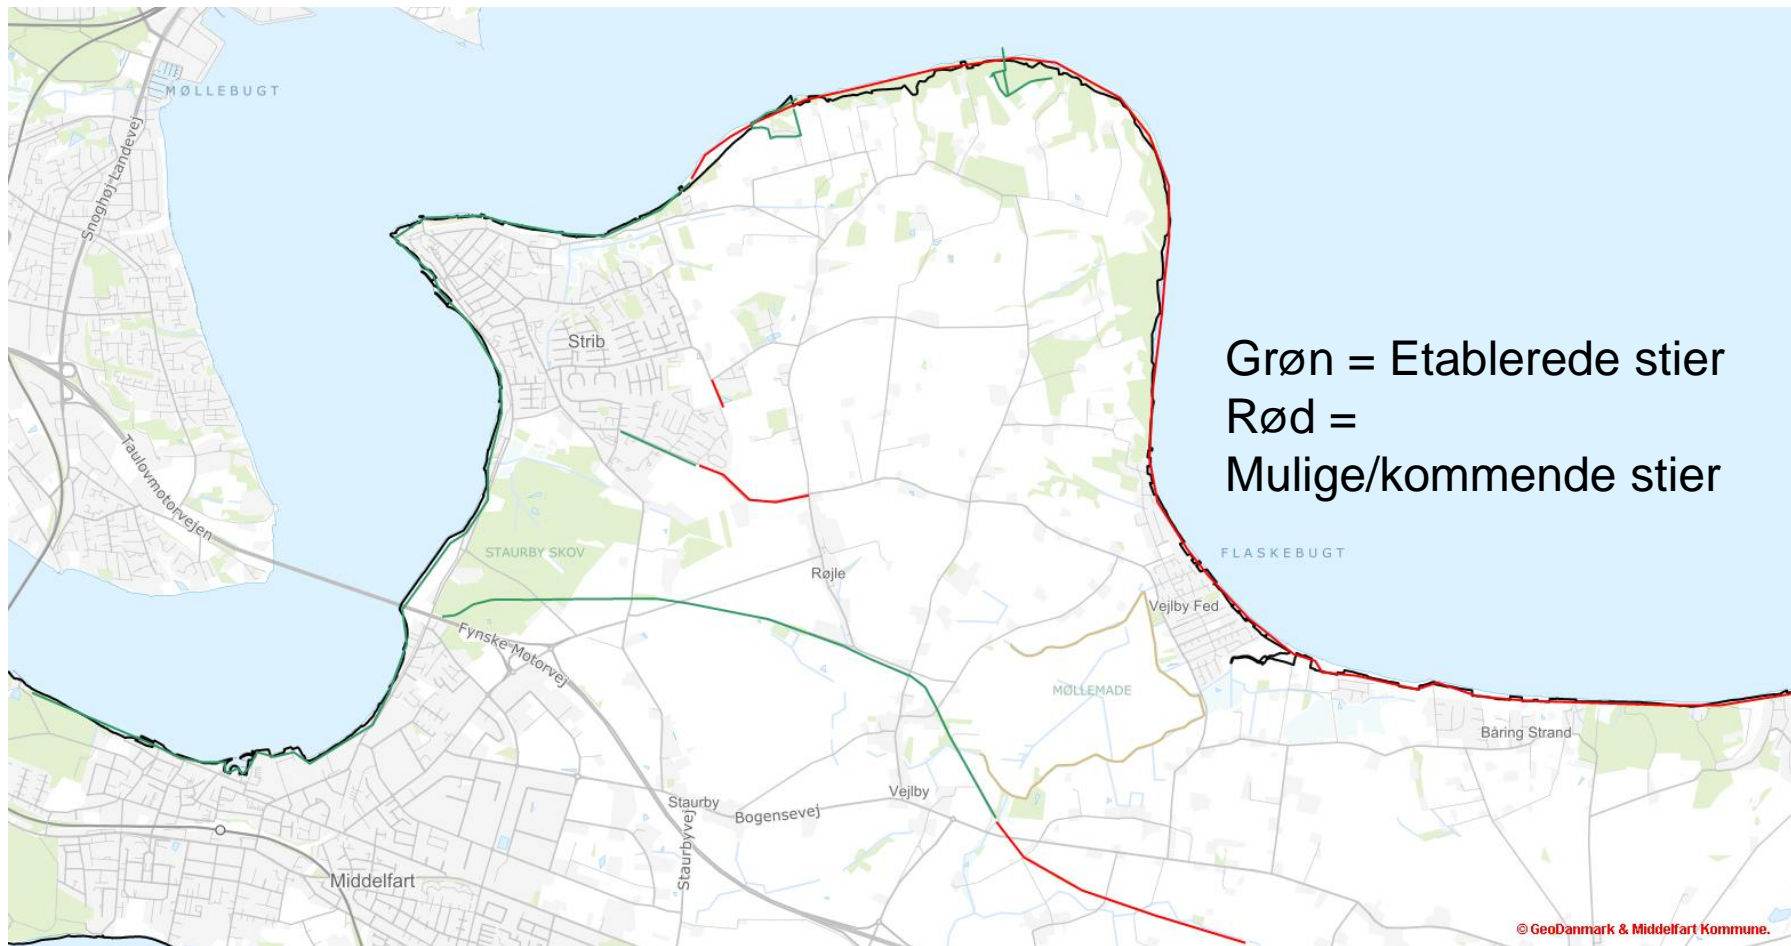 MØLLEBUGT
Snoghøj Landevej
Strib
Grøn = Etablerede stier
Rød =
Mulige/kommende stier
Taulovmotorvejen
STAURBY SKOV
FLASKEBUGT
Røjle
Vejlby Fed
Fynske Motorvej
MØLLEMADE
Båring Strand
Staurby
Vejlby
Bogensevej
Staurbyvej
Middelfart
© GeoDanmark & Middelfart Kommune.